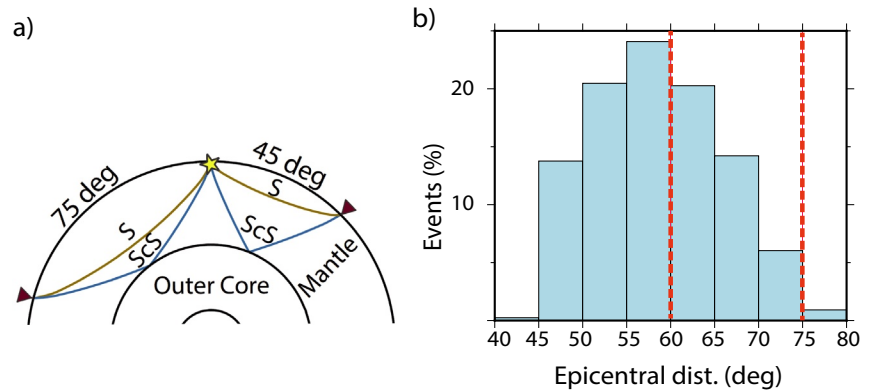 a)
75 deg
45 deg
S
S
ScS
ScS
Mantle
Outer Core
b)
Events (%)
20
10
40 45 50 55 60 65 70 75 80
Epicentral dist. (deg)